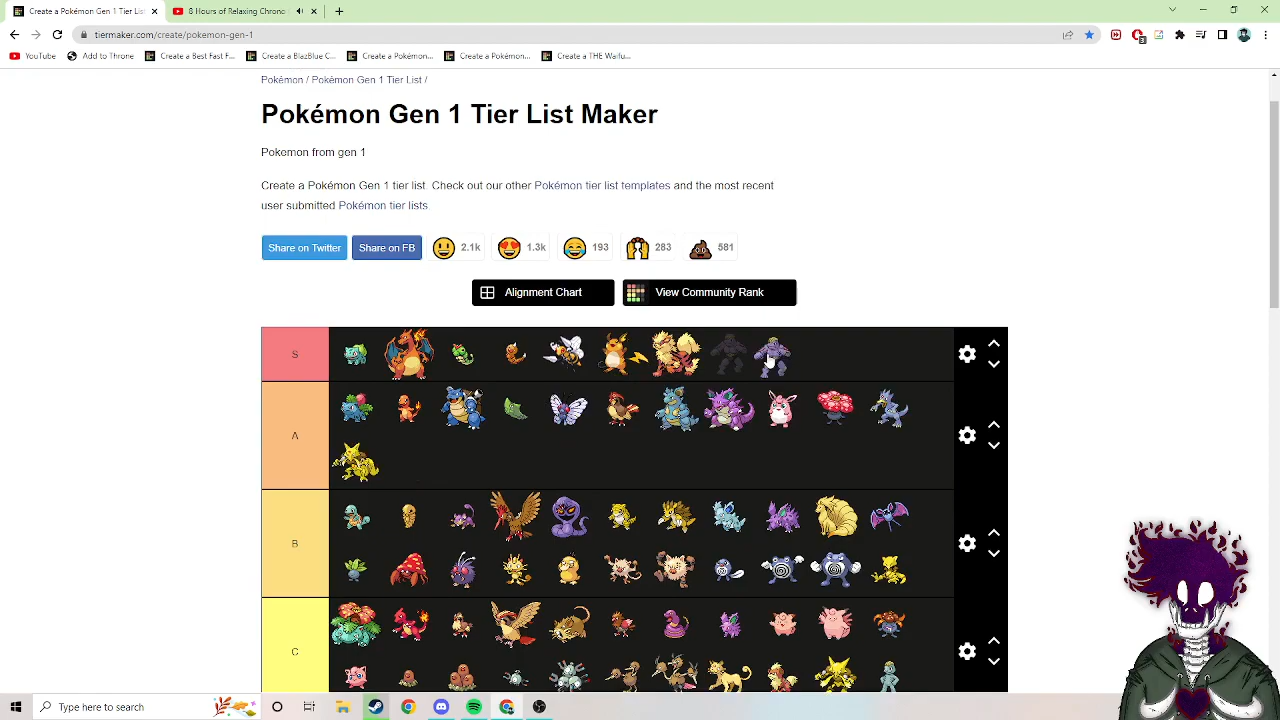 Create a Pokémon Gen 1 Tier List
8 Hours of Relaxing Chrono
tiermaker.com/create/pokemon-gen-1
3
YouTube
Add to Throne
Create a Best Fast F...
Create a BlazBlue C...
Create a Pokémon...
Create a Pokémon...
Create a THE Waifu...
Pokémon / Pokémon Gen 1 Tier List /
Pokémon Gen 1 Tier List Maker
Pokemon from gen 1
Create a Pokémon Gen 1 tier list. Check out our other Pokémon tier list templates and the most recent
user submitted Pokémon tier lists.
Share on Twitter
Share on FB
2.1k
1.3k
193
283
581
Alignment Chart
View Community Rank
S
A
B
C
Type here to search